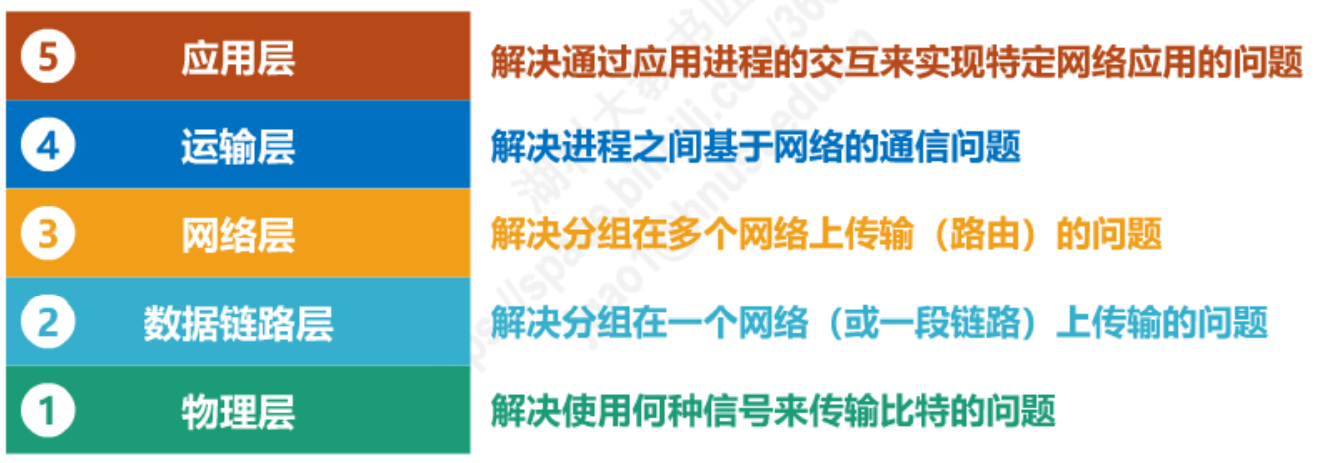 5 应用层 解决通过应用进程的交互来实现特定网络应用的问题
4 运输层 解决进程之间基于网络的通信问题
3 网络层 解决分组在多个网络上传输（路由）的问题
2 数据链路层 解决分组在一个网络（或一段链路）上传输的问题
1 物理层 解决使用何种信号来传输比特的问题